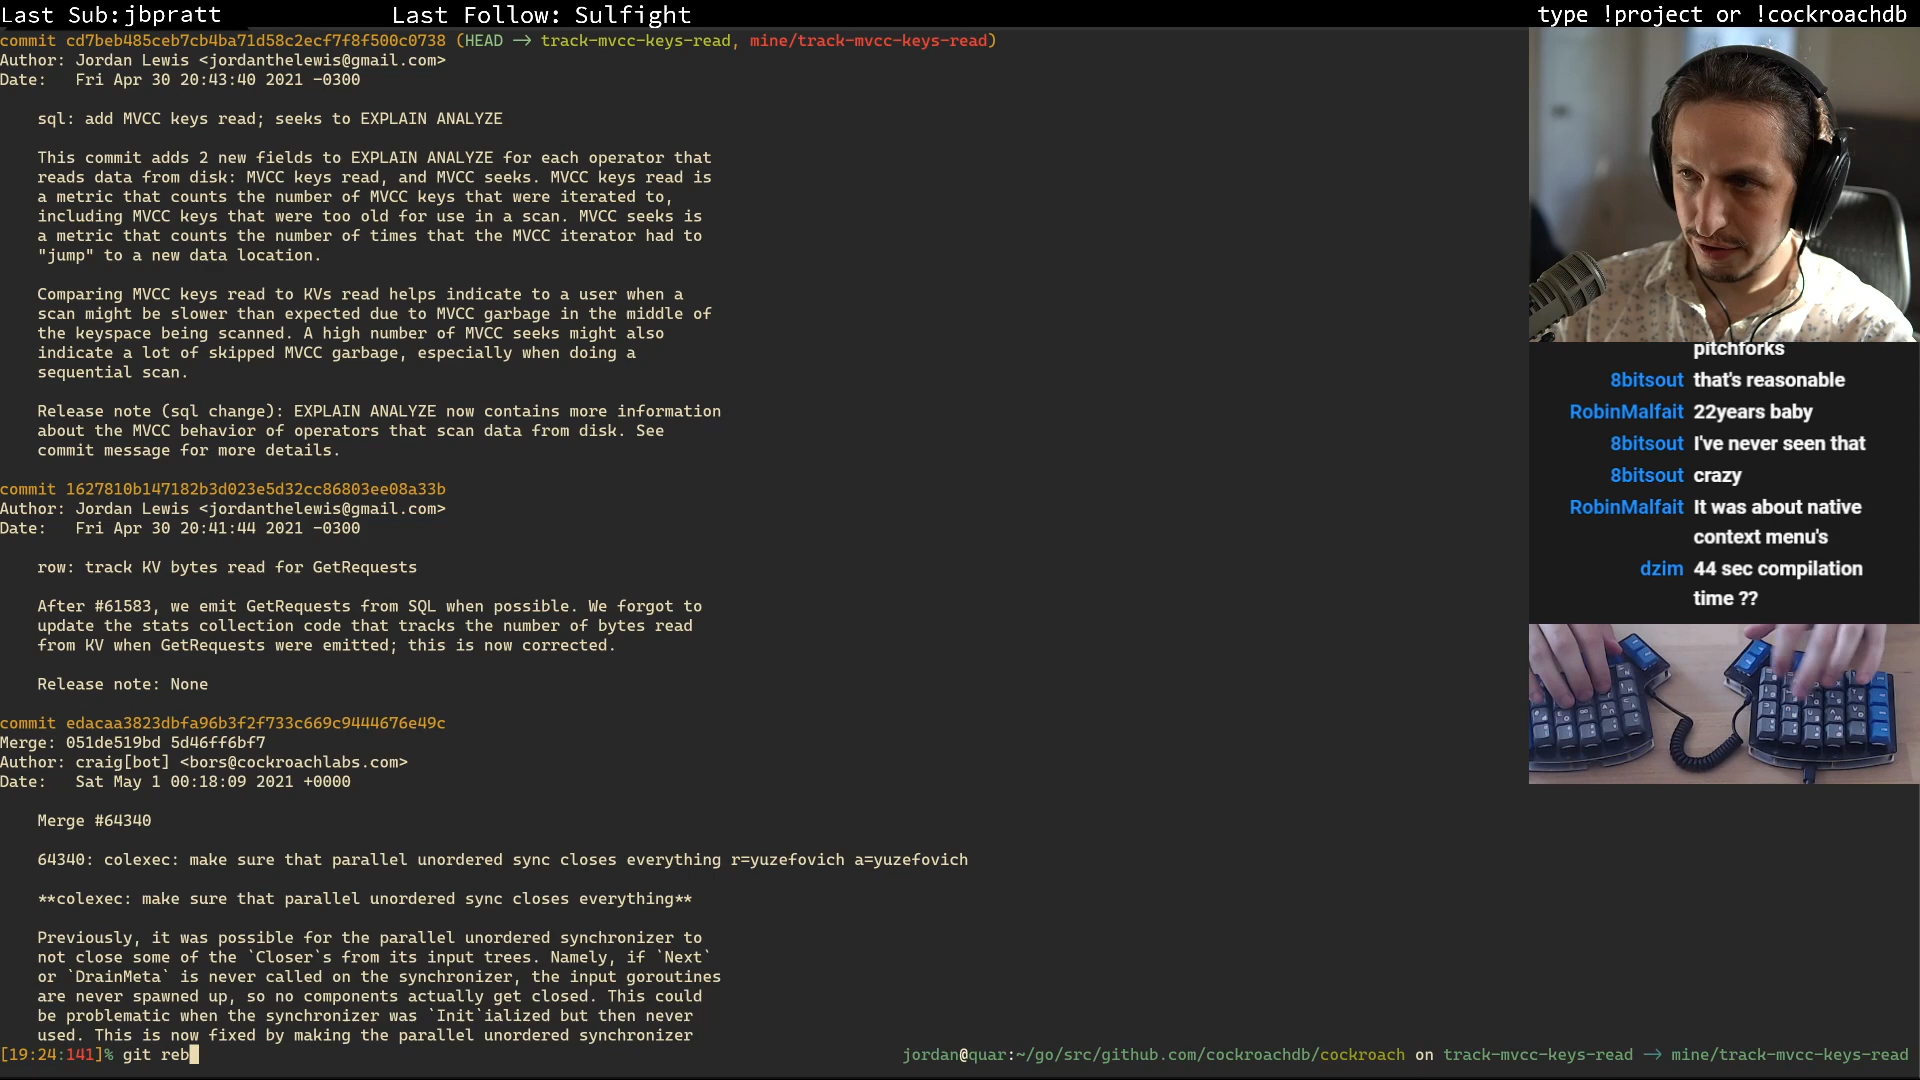 Last Sub:jbpratt
Last Follow: Sulfight
type !project or !cockroachdb
commit cd7beb485ceb7cb4ba71d58c2ecf7f8f500c0738 (HEAD -> track-mvcc-keys-read, mine/track-mvcc-keys-read)
Author: Jordan Lewis <jordanthelewis@gmail.com>
Date:   Fri Apr 30 20:43:40 2021 -0300
sql: add MVCC keys read; seeks to EXPLAIN ANALYZE
This commit adds 2 new fields to EXPLAIN ANALYZE for each operator that
reads data from disk: MVCC keys read, and MVCC seeks. MVCC keys read is
a metric that counts the number of MVCC keys that were iterated to,
including MVCC keys that were too old for use in a scan. MVCC seeks is
a metric that counts the number of times that the MVCC iterator had to
"jump" to a new data location.
Comparing MVCC keys read to KVs read helps indicate to a user when a
scan might be slower than expected due to MVCC garbage in the middle of
the keyspace being scanned. A high number of MVCC seeks might also
indicate a lot of skipped MVCC garbage, especially when doing a
sequential scan.
Release note (sql change): EXPLAIN ANALYZE now contains more information
about the MVCC behavior of operators that scan data from disk. See
commit message for more details.
commit 1627810b147182b3d023e5d32cc86803ee08a33b
Author: Jordan Lewis <jordanthelewis@gmail.com>
Date:   Fri Apr 30 20:41:44 2021 -0300
row: track KV bytes read for GetRequests
After #61583, we emit GetRequests from SQL when possible. We forgot to
update the stats collection code that tracks the number of bytes read
from KV when GetRequests were emitted; this is now corrected.
Release note: None
commit edacaa3823dbfa96b3f2f733c669c9444676e49c
Merge: 051de519bd 5d46ff6bf7
Author: craig[bot] <bors@cockroachlabs.com>
Date:   Sat May 1 00:18:09 2021 +0000
Merge #64340
64340: colexec: make sure that parallel unordered sync closes everything r=yuzefovich a=yuzefovich
**colexec: make sure that parallel unordered sync closes everything**
Previously, it was possible for the parallel unordered synchronizer to
not close some of the `Closer`s from its input trees. Namely, if `Next`
or `DrainMeta` is never called on the synchronizer, the input goroutines
are never spawned up, so no components actually get closed. This could
be problematic when the synchronizer was `Init`ialized but then never
used. This is now fixed by making the parallel unordered synchronizer
[19:24:141]% git reb
jordan@quar:~/go/src/github.com/cockroachdb/cockroach on track-mvcc-keys-read -> mine/track-mvcc-keys-read
pitchforks
8bitsout that's reasonable
RobinMalfait 22years baby
8bitsout I've never seen that
8bitsout crazy
RobinMalfait It was about native
context menu's
dzim 44 sec compilation
time ??